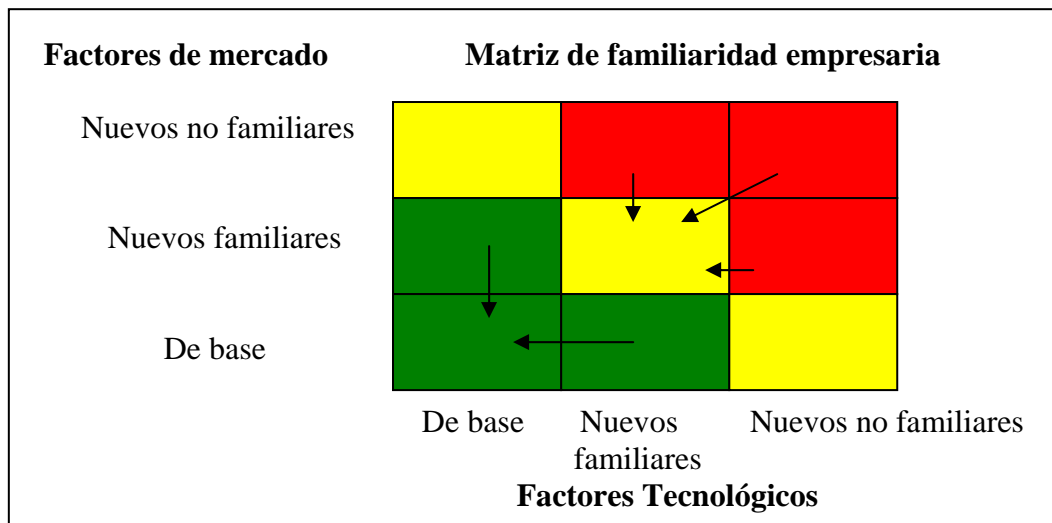 Factores de mercado
Matriz de familiaridad empresaria
Nuevos no familiares
Nuevos familiares
De base
De base
Nuevos
familiares
Nuevos no familiares
Factores Tecnológicos